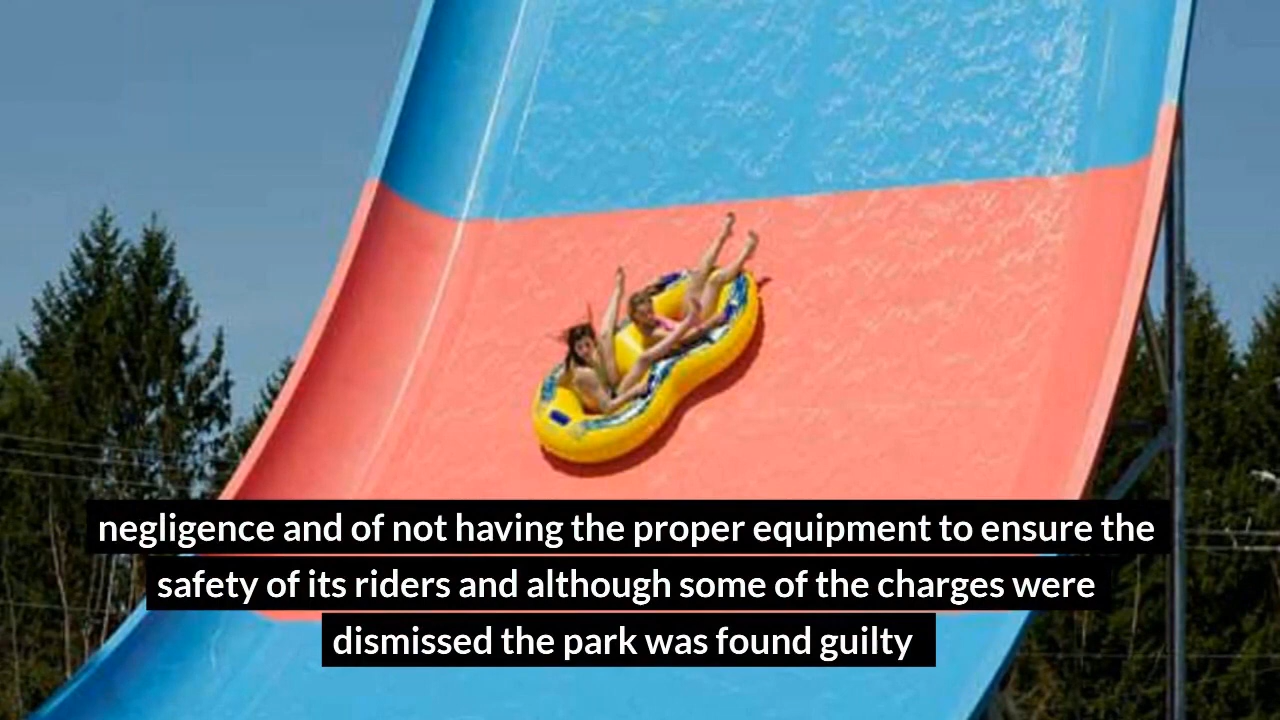 negligence and of not having the proper equipment to ensure the
safety of its riders and although some of the charges were
dismissed the park was found guilty